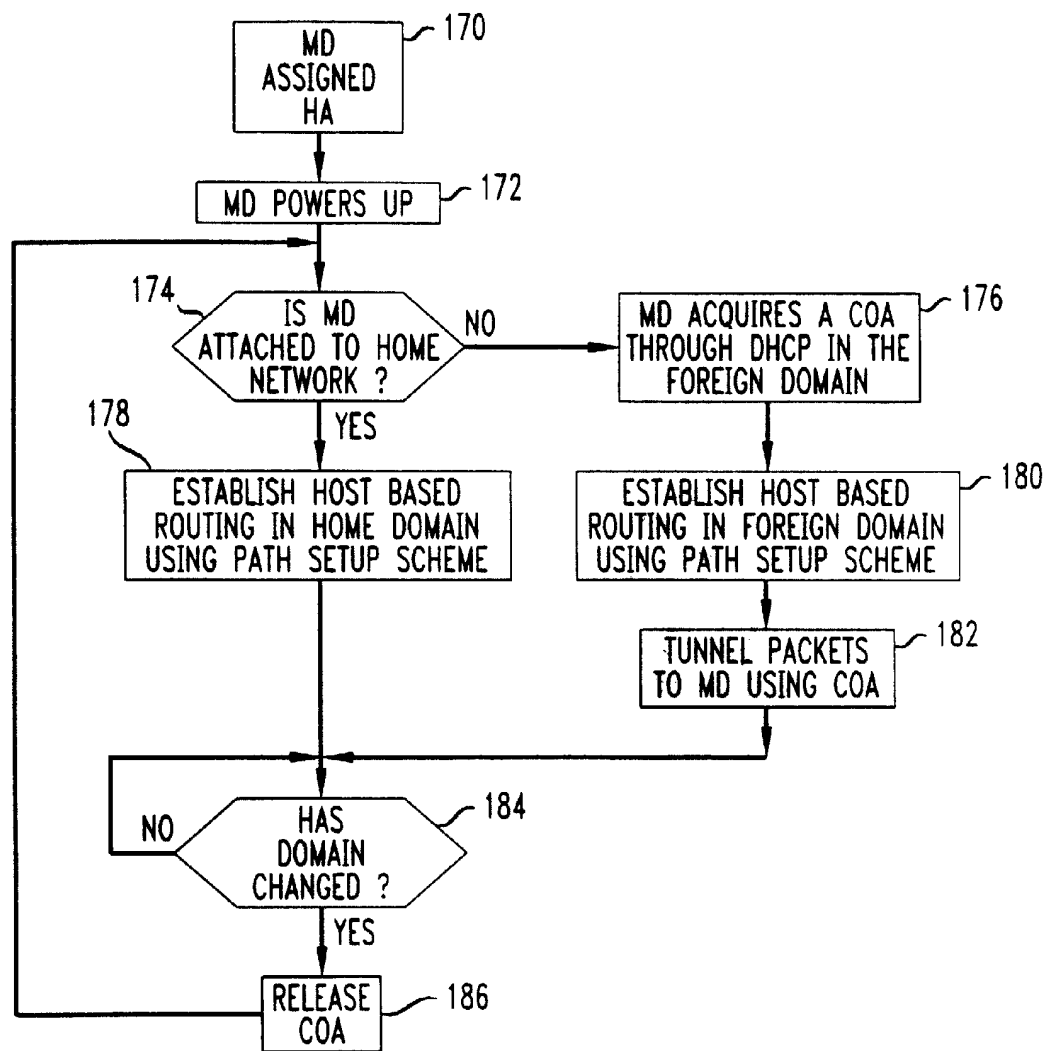 170
MD
ASSIGNED
HA
172
MD POWERS UP
174
IS MD
ATTACHED TO HOME
NETWORK ?
NO
YES
176
MD ACQUIRES A COA
THROUGH DHCP IN THE
FOREIGN DOMAIN
178
ESTABLISH HOST BASED
ROUTING IN HOME DOMAIN
USING PATH SETUP SCHEME
180
ESTABLISH HOST BASED
ROUTING IN FOREIGN DOMAIN
USING PATH SETUP SCHEME
182
TUNNEL PACKETS
TO MD USING COA
184
HAS
DOMAIN
CHANGED ?
NO
YES
RELEASE
COA
186